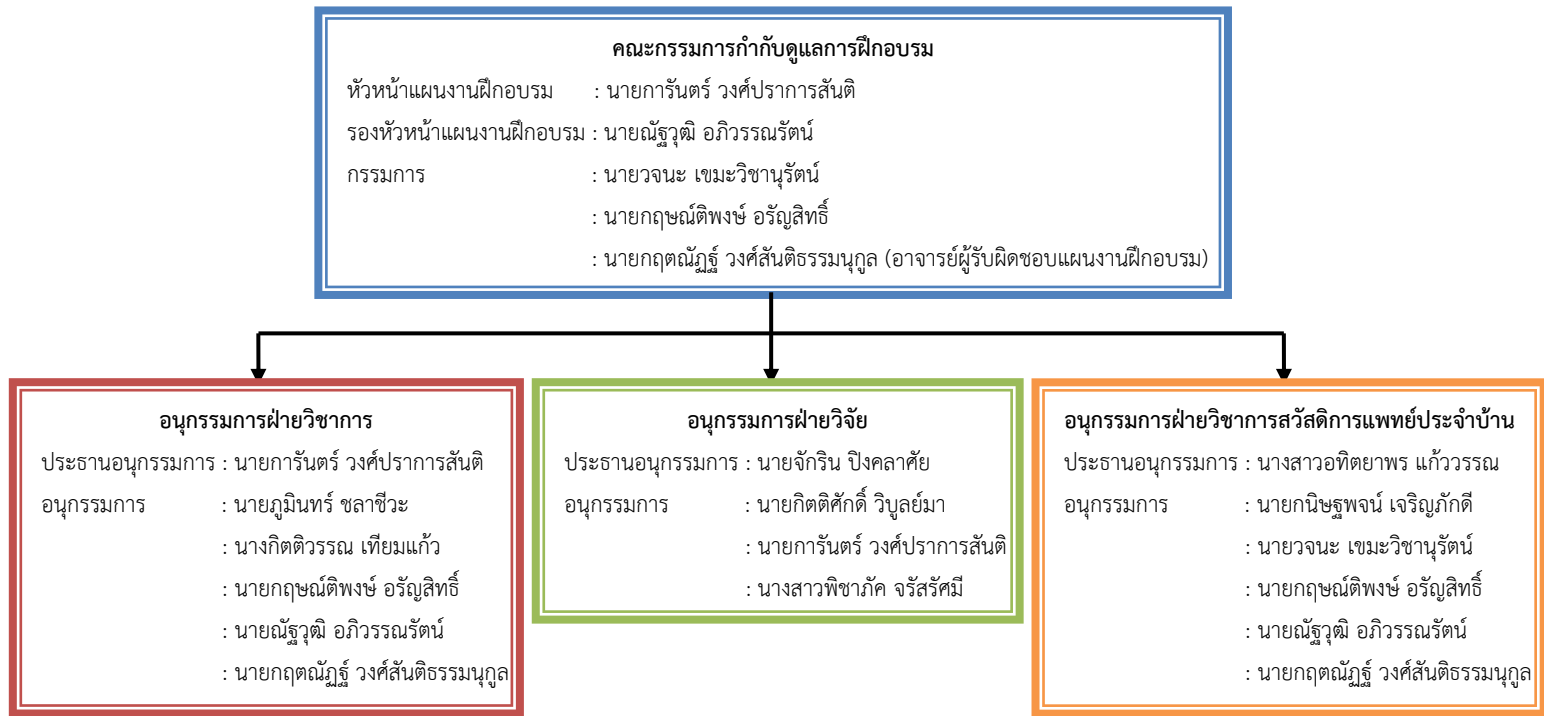 คณะกรรมการกำกับดูแลการฝึกอบรม
หัวหน้าแผนงานฝึกอบรม : นายการันตร์ วงศ์ปราการสันติ
รองหัวหน้าแผนงานฝึกอบรม : นายณัฐวุฒิ อภิวรรณรัตน์
กรรมการ : นายวจนะ เขมะวิชานุรัตน์
: นายกฤษณ์ติพงษ์ อรัญสิทธิ์
: นายกฤตณัฏฐ์ วงศ์สันติธรรมนุกูล (อาจารย์ผู้รับผิดชอบแผนงานฝึกอบรม)
อนุกรรมการฝ่ายวิชาการ
ประธานอนุกรรมการ : นายการันตร์ วงศ์ปราการสันติ
อนุกรรมการ : นายภูมินทร์ ชลาชีวะ
: นางกิตติวรรณ เทียมแก้ว
: นายกฤษณ์ติพงษ์ อรัญสิทธิ์
: นายณัฐวุฒิ อภิวรรณรัตน์
: นายกฤตณัฏฐ์ วงศ์สันติธรรมนุกูล
อนุกรรมการฝ่ายวิจัย
ประธานอนุกรรมการ : นายจักริน ปิงคลาศัย
อนุกรรมการ : นายกิตติศักดิ์ วิบูลย์มา
: นายการันตร์ วงศ์ปราการสันติ
: นางสาวพิชาภัค จรัสรัศมี
อนุกรรมการฝ่ายวิชาการสวัสดิการแพทย์ประจำบ้าน
ประธานอนุกรรมการ : นางสาวอทิตยาพร แก้ววรรณ
อนุกรรมการ : นายกนิษฐพจน์ เจริญภักดี
: นายวจนะ เขมะวิชานุรัตน์
: นายกฤษณ์ติพงษ์ อรัญสิทธิ์
: นายณัฐวุฒิ อภิวรรณรัตน์
: นายกฤตณัฏฐ์ วงศ์สันติธรรมนุกูล